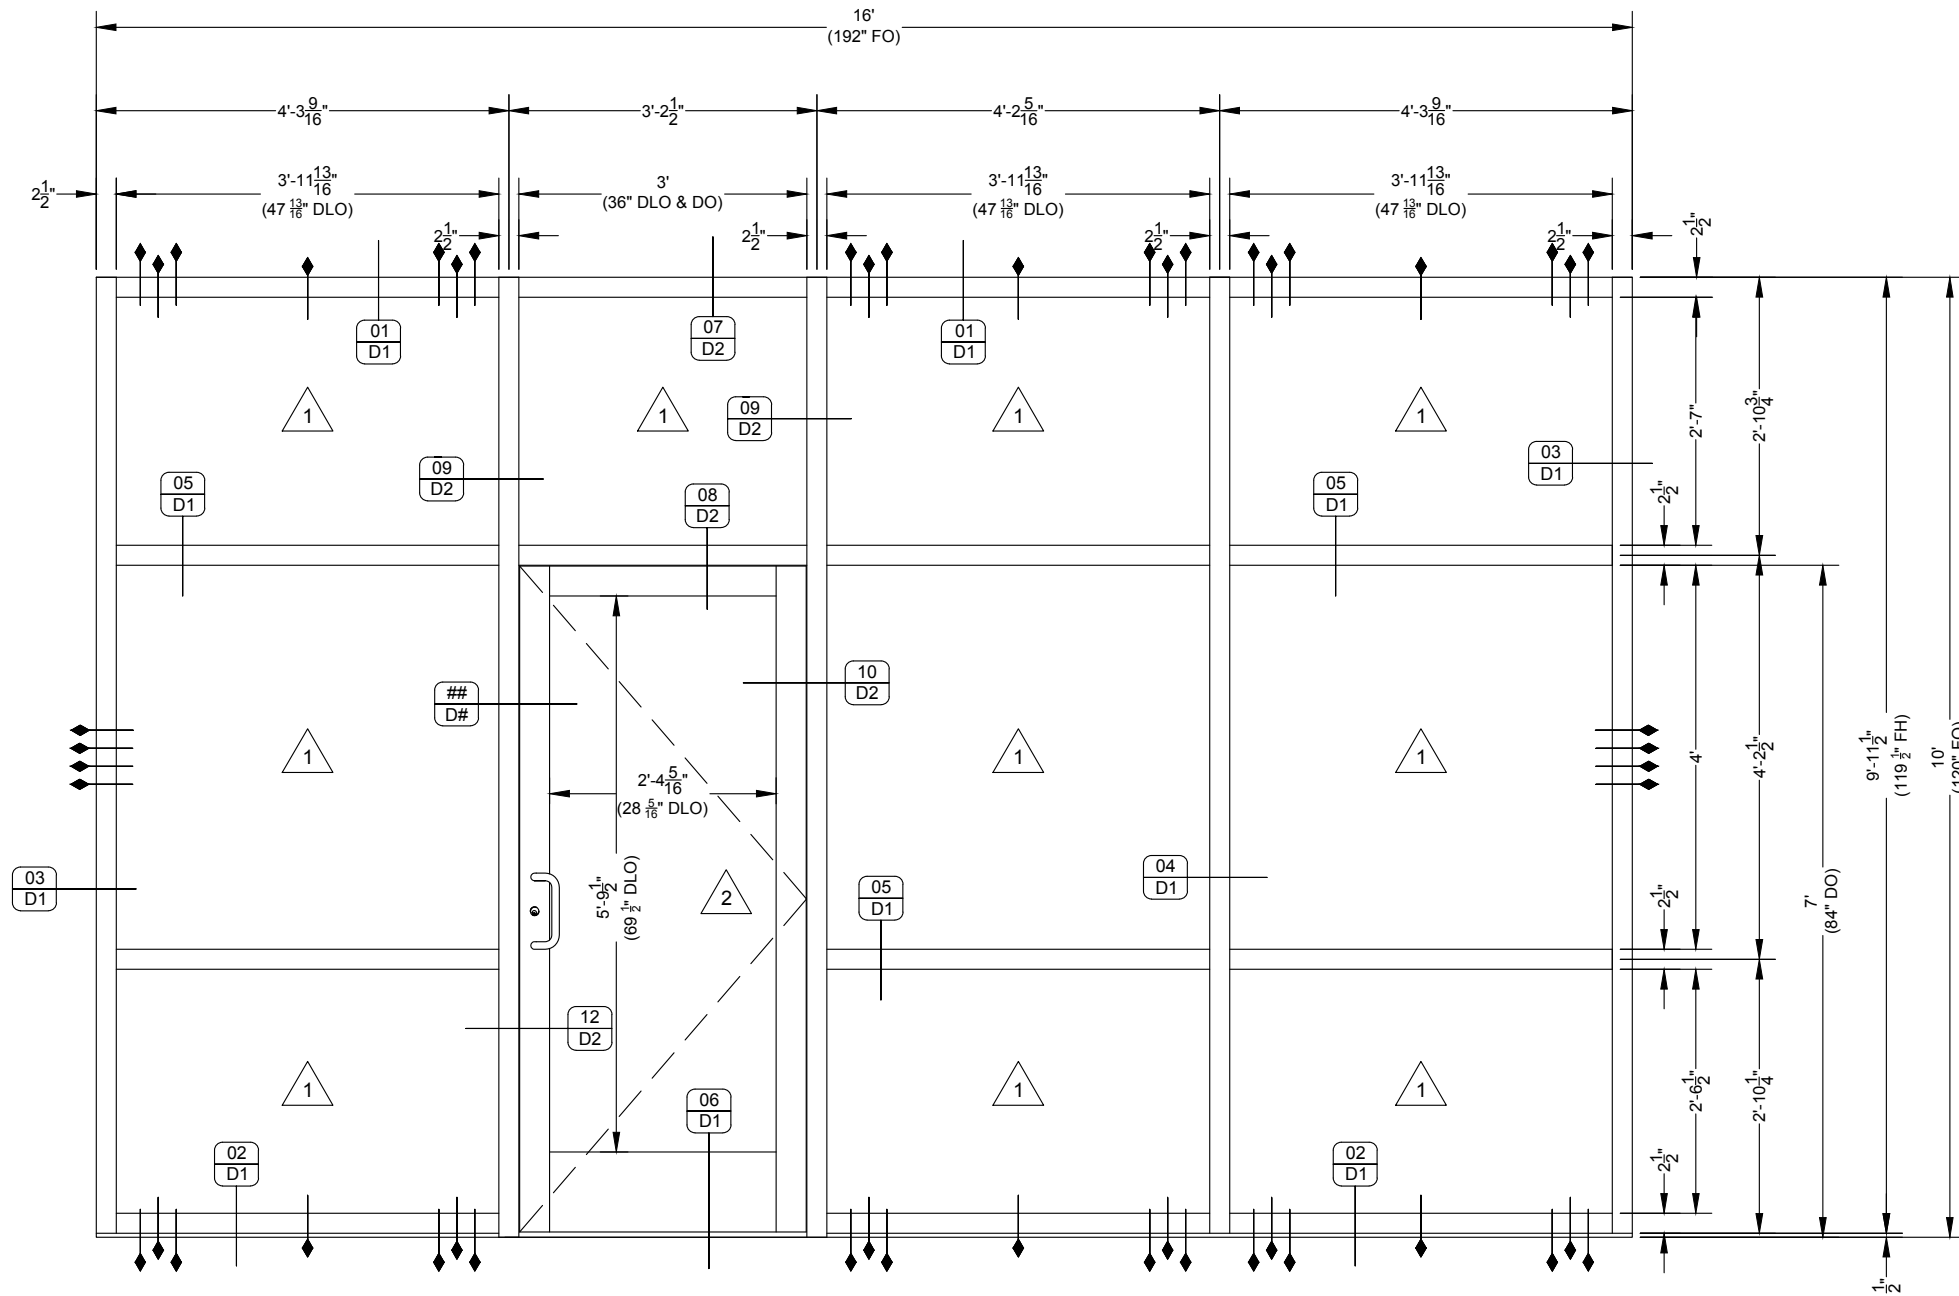 16'
(192" FO)
4'-3 9/16"
3'-2 1/2"
4'-2 5/16"
4'-3 9/16"
2 1/2"
3'-11 13/16"
(47 13/16" DLO)
3'
(36" DLO & DO)
3'-11 13/16"
(47 13/16" DLO)
3'-11 13/16"
(47 13/16" DLO)
2 1/2"
2 1/2"
2 1/2"
2 1/2"
2 1/2"
01
D1
07
D2
01
D1
1
1
1
1
09
D2
09
D2
03
D1
05
D1
08
D2
05
D1
2'-7"
2'-10 3/4"
2 1/2"
##
D#
10
D2
1
1
1
2'-4 5/16"
(28 5/16" DLO)
4'
4'-2 1/2"
9'-11 1/2"
(119 1/2" FH)
10'
(120" FO)
03
D1
5'-9 1/2"
(69 1/2" DLO)
2
05
D1
04
D1
2 1/2"
7'
(84" DO)
12
D2
06
D1
1
1
1
2'-6 1/2"
2'-10 1/4"
02
D1
02
D1
2 1/2"
1/2"